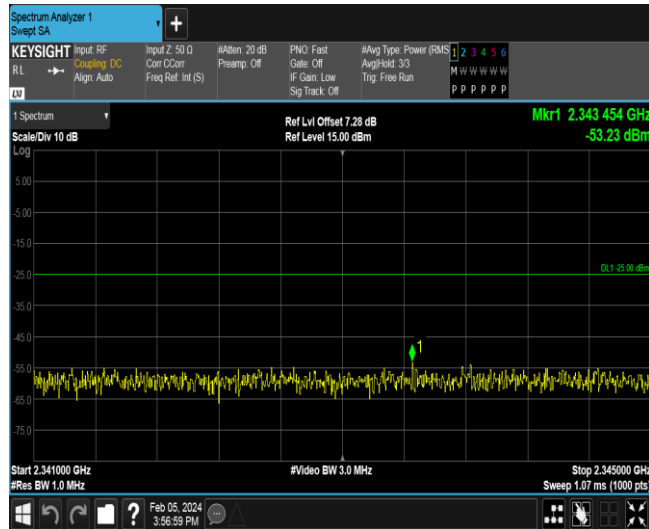 Spectrum Analyzer 1
Swept SA
+
KEYSIGHT
RL
LXI
Input: RF
Coupling: DC
Align: Auto
Input Z: 50 Ω
Corr CCorr
Freq Ref: Int (S)
#Atten: 20 dB
Preamp: Off
PNO: Fast
Gate: Off
IF Gain: Low
Sig Track: Off
#Avg Type: Power (RMS
Avg|Hold: 3/3
Trig: Free Run
1 2 3 4 5 6
M W W W W W
P P P P P P
1 Spectrum
Scale/Div 10 dB
Log
Ref Lvl Offset 7.28 dB
Ref Level 15.00 dBm
Mkr1 2.343 454 GHz
-53.23 dBm
5.00
-5.00
-15.0
-25.0
DL1 -25.00 dBm
-35.0
-45.0
1
-55.0
-65.0
-75.0
Start 2.341000 GHz
#Video BW 3.0 MHz
Stop 2.345000 GHz
#Res BW 1.0 MHz
Sweep 1.07 ms (1000 pts)
?
Feb 05, 2024
3:56:59 PM